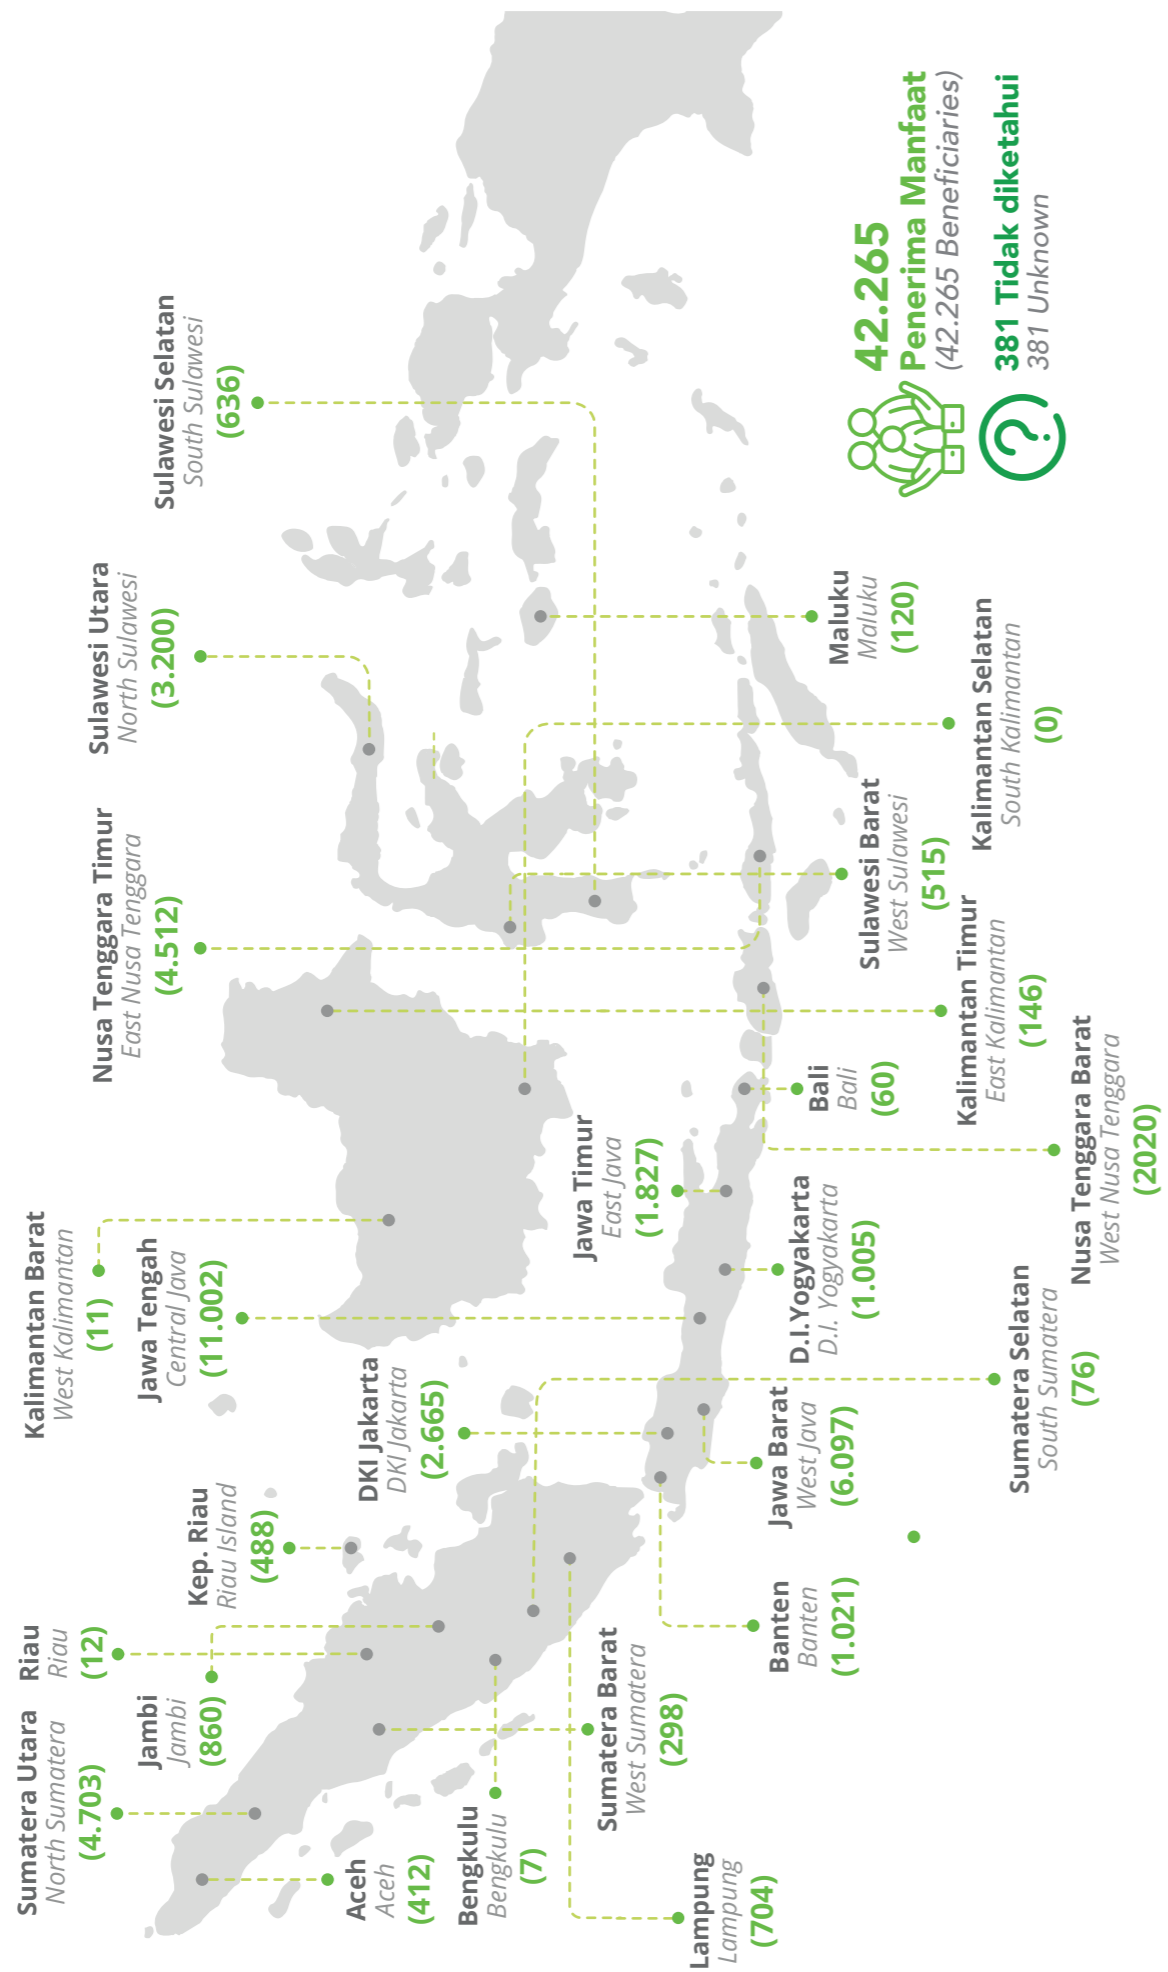 Sumatera Utara
North Sumatera
(4.703)
Riau
Riau
(12)
Jambi
Jambi
(860)
Kep. Riau
Riau Island
(488)
Kalimantan Barat
West Kalimantan
(11)
Jawa Tengah
Central Java
(11.002)
DKI Jakarta
DKI Jakarta
(2.665)
Nusa Tenggara Timur
East Nusa Tenggara
(4.512)
Sulawesi Utara
North Sulawesi
(3.200)
Sulawesi Selatan
South Sulawesi
(636)
Aceh
Aceh
(412)
Bengkulu
Bengkulu
(7)
Sumatera Barat
West Sumatera
(298)
Lampung
Lampung
(704)
Banten
Banten
(1.021)
Jawa Barat
West Java
(6.097)
Sumatera Selatan
South Sumatera
(76)
D.I.Yogyakarta
D.I. Yogyakarta
(1.005)
Jawa Timur
East Java
(1.827)
Bali
Bali
(60)
Nusa Tenggara Barat
West Nusa Tenggara
(2020)
Kalimantan Timur
East Kalimantan
(146)
Sulawesi Barat
West Sulawesi
(515)
Kalimantan Selatan
South Kalimantan
(0)
Maluku
Maluku
(120)
42.265
Penerima Manfaat
(42.265 Beneficiaries)
381 Tidak diketahui
381 Unknown